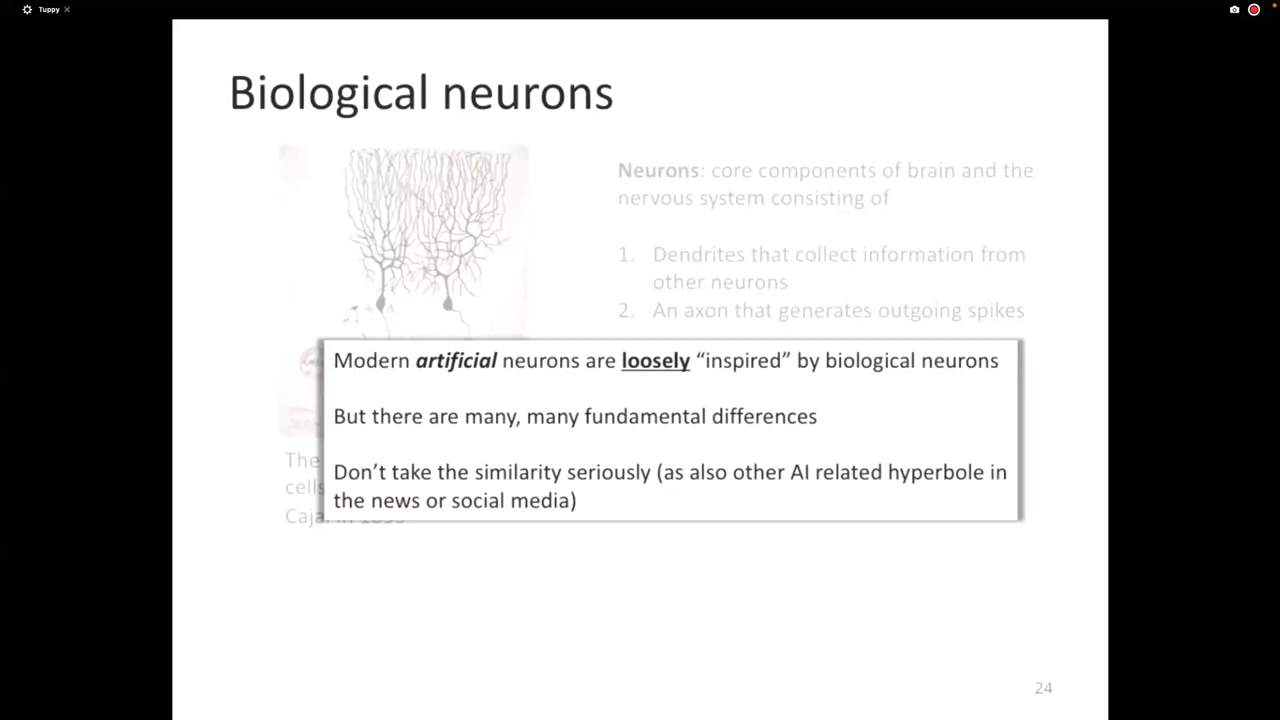 Tuppy
Biological neurons
Neurons: core components of brain and the
nervous system consisting of
1. Dendrites that collect information from
other neurons
2. An axon that generates outgoing spikes
Modern artificial neurons are loosely “inspired” by biological neurons
But there are many, many fundamental differences
Don’t take the similarity seriously (as also other AI related hyperbole in
the news or social media)
The
cells
24